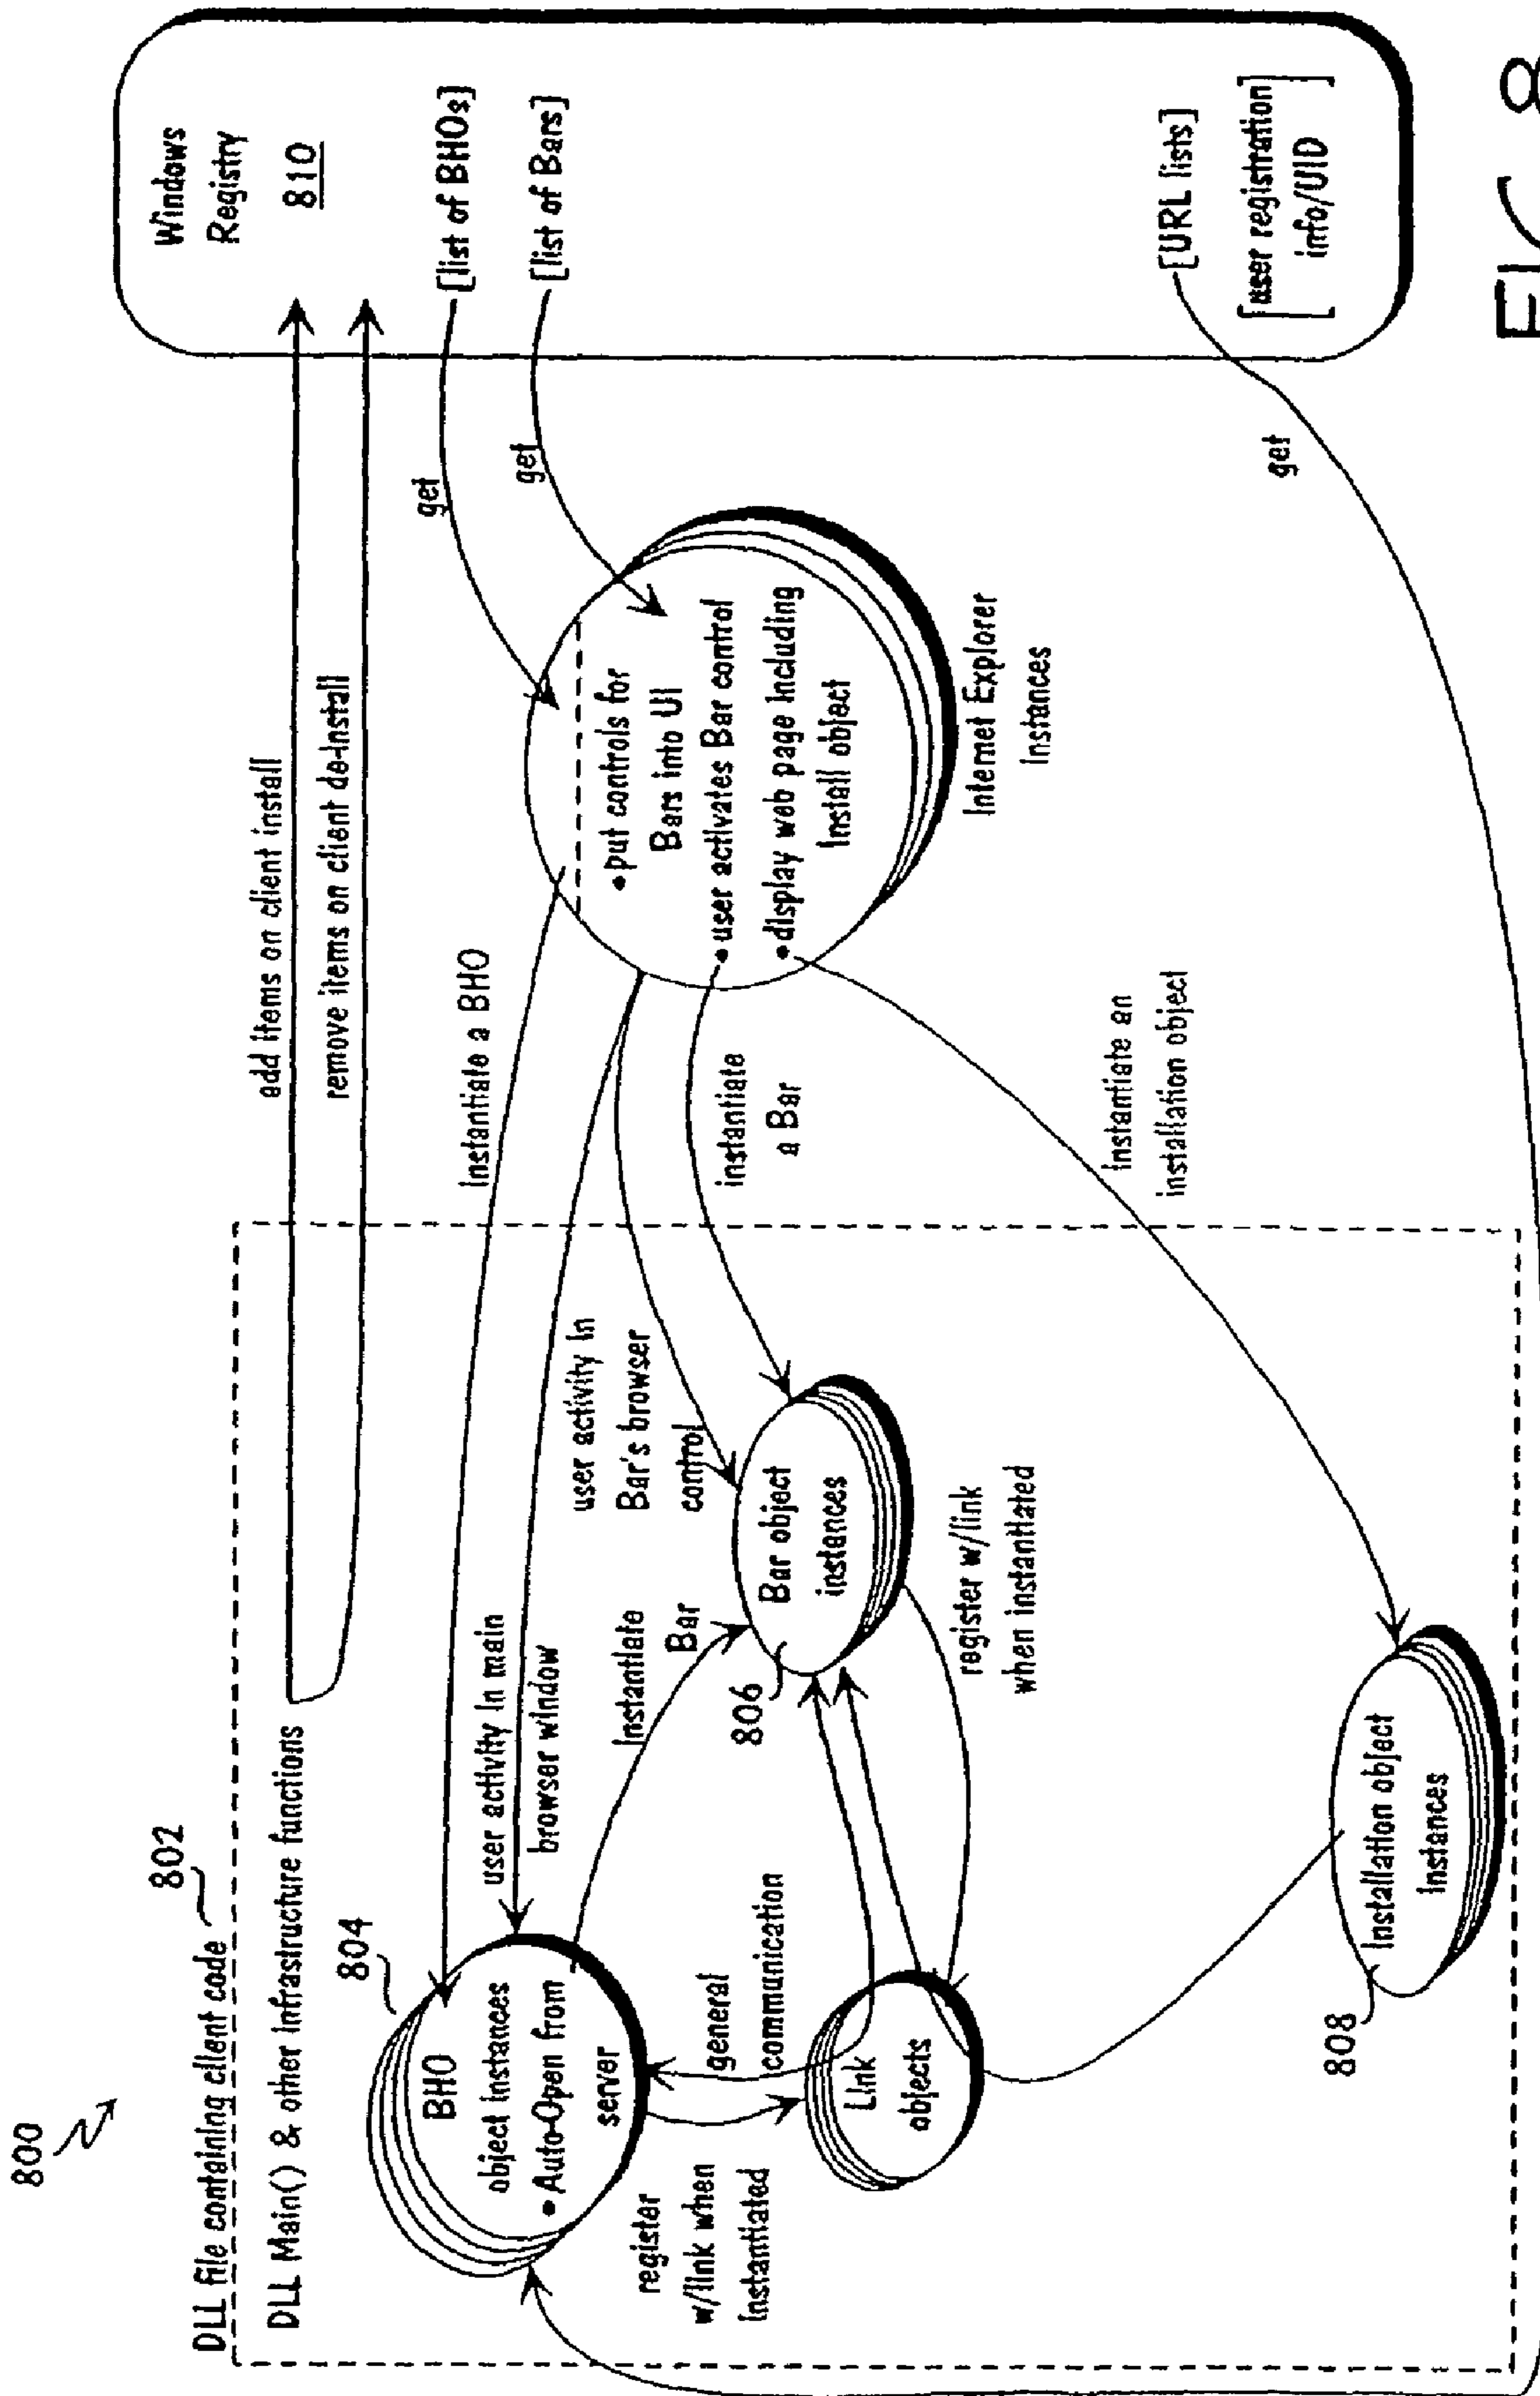 800
DLL file containing client code
802
DLL Main() & other infrastructure functions
add items on client install
remove items on client de-install
Windows
Registry
810
[list of BHOs]
[list of Bars]
get
get
804
BHO
object instances
• Auto-Open from
server
instantiate a BHO
user activity in main
browser window
user activity in
Bar's browser
control
• put controls for
Bars into UI
• user activates Bar control
• display web page including
install object
Internet Explorer
instances
instantiate
Bar
instantiate
a Bar
806
Bar object
instances
register
w/link when
instantiated
general
communication
Link
objects
register w/link
when instantiated
instantiate an
installation object
808
Installation object
instances
[URL lists]
get
[user registration]
info/UID
FIG. 8